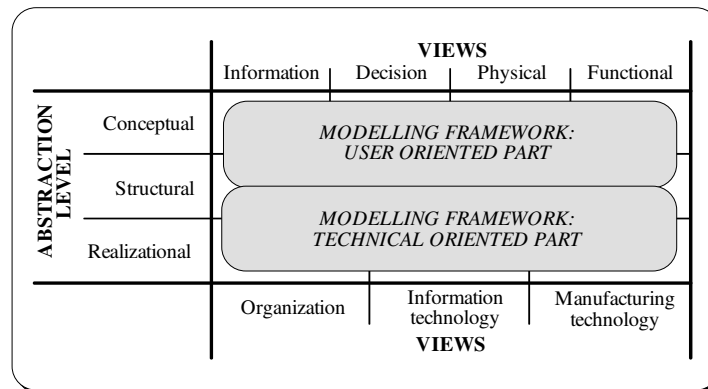 VIEWS
Information Decision Physical Functional
ABSTRACTION
LEVEL
Conceptual
Structural
Realizational
MODELLING FRAMEWORK:
USER ORIENTED PART
MODELLING FRAMEWORK:
TECHNICAL ORIENTED PART
Organization
Information
technology
Manufacturing
technology
VIEWS